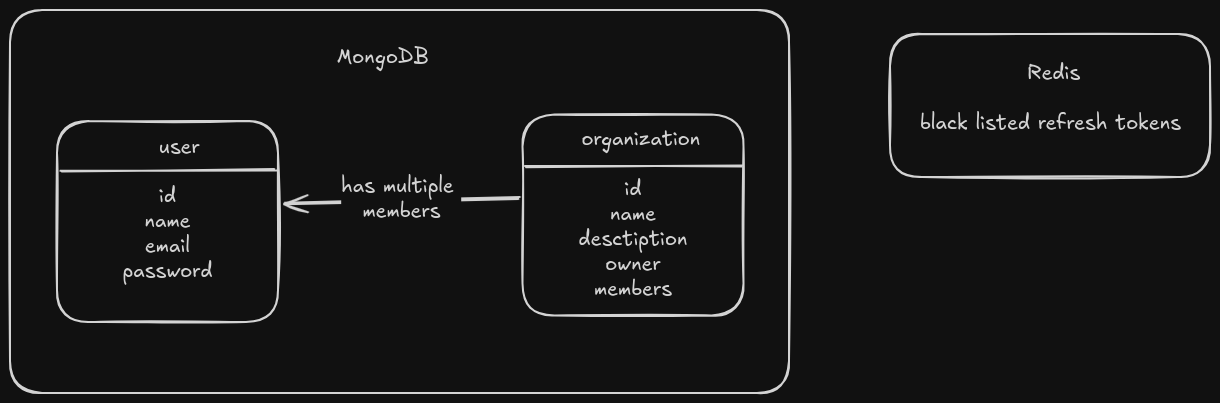 MongoDB
user
id
name
email
password
has multiple
members
organization
id
name
desctiption
owner
members
Redis
black listed refresh tokens